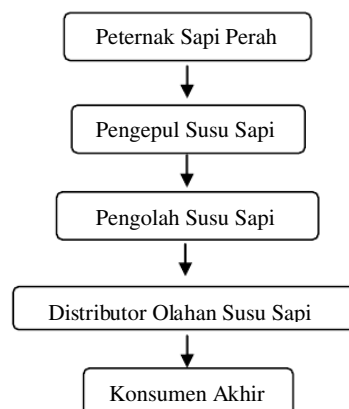 Peternak Sapi Perah
Pengepul Susu Sapi
Pengolah Susu Sapi
Distributor Olahan Susu Sapi
Konsumen Akhir